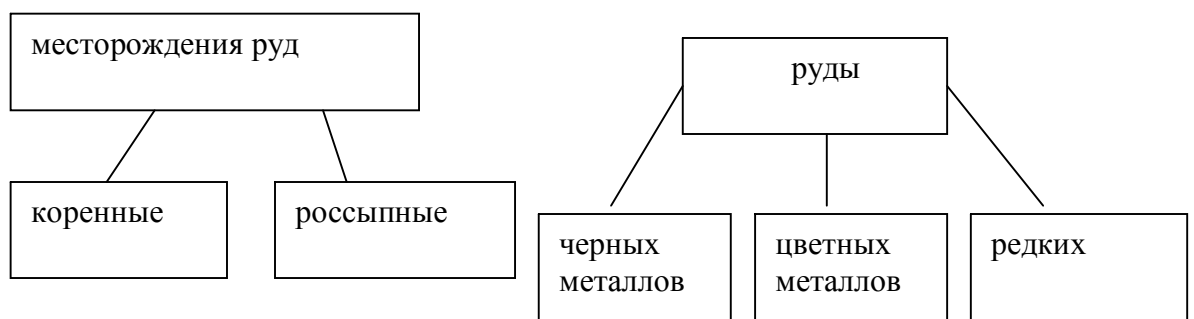 месторождения руд
коренные
россыпные
руды
черных
металлов
цветных
металлов
редких